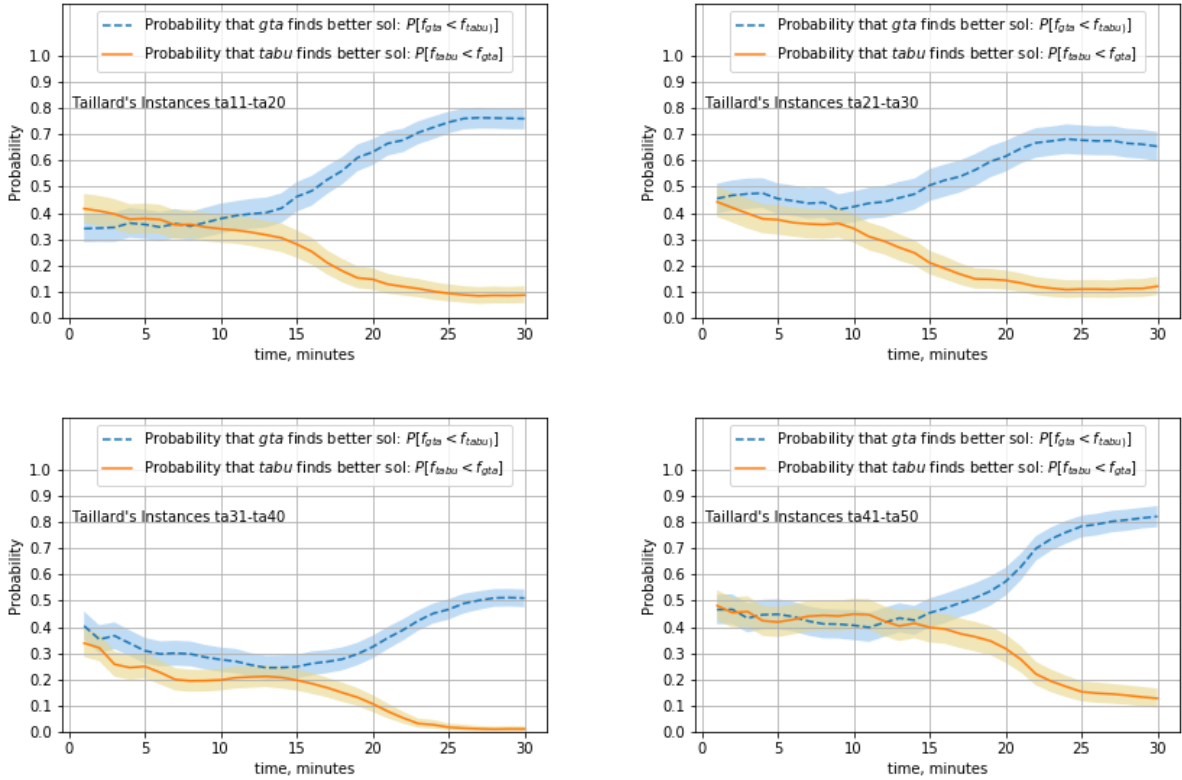 Probability that gta finds better sol: P[f_gta < f_tabu)]
Probability that tabu finds better sol: P[f_tabu < f_gta]
Taillard's Instances ta11-ta20
Probability
1.0
0.9
0.8
0.7
0.6
0.5
0.4
0.3
0.2
0.1
0.0
0 5 10 15 20 25 30
time, minutes
Probability that gta finds better sol: P[f_gta < f_tabu)]
Probability that tabu finds better sol: P[f_tabu < f_gta]
Taillard's Instances ta21-ta30
Probability
1.0
0.9
0.8
0.7
0.6
0.5
0.4
0.3
0.2
0.1
0.0
0 5 10 15 20 25 30
time, minutes
Probability that gta finds better sol: P[f_gta < f_tabu)]
Probability that tabu finds better sol: P[f_tabu < f_gta]
Taillard's Instances ta31-ta40
Probability
1.0
0.9
0.8
0.7
0.6
0.5
0.4
0.3
0.2
0.1
0.0
0 5 10 15 20 25 30
time, minutes
Probability that gta finds better sol: P[f_gta < f_tabu)]
Probability that tabu finds better sol: P[f_tabu < f_gta]
Taillard's Instances ta41-ta50
Probability
1.0
0.9
0.8
0.7
0.6
0.5
0.4
0.3
0.2
0.1
0.0
0 5 10 15 20 25 30
time, minutes